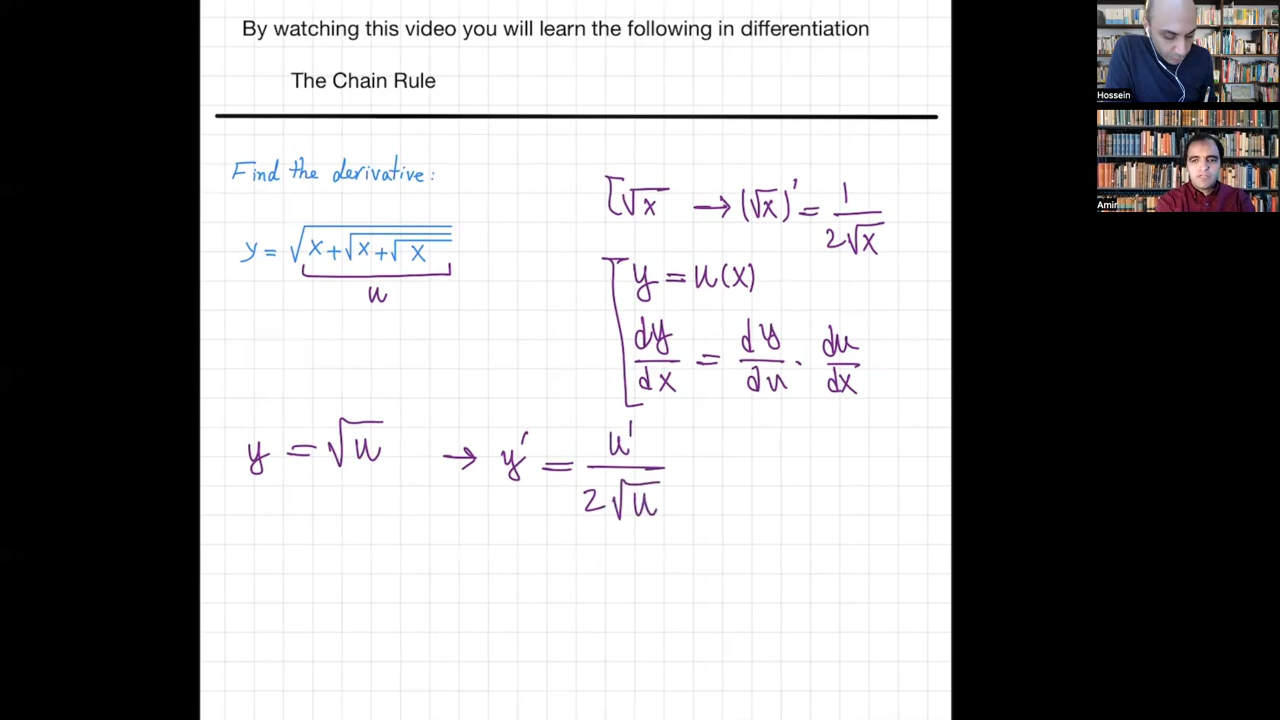 By watching this video you will learn the following in differentiation
The Chain Rule
Find the derivative:
y = √(x+√(x+√x))
u
[√x → (√x)' = 1/(2√x)
y = u(x)
dy/dx = dy/du · du/dx
y = √u → y' = u'/(2√u)
Hossein
Amir